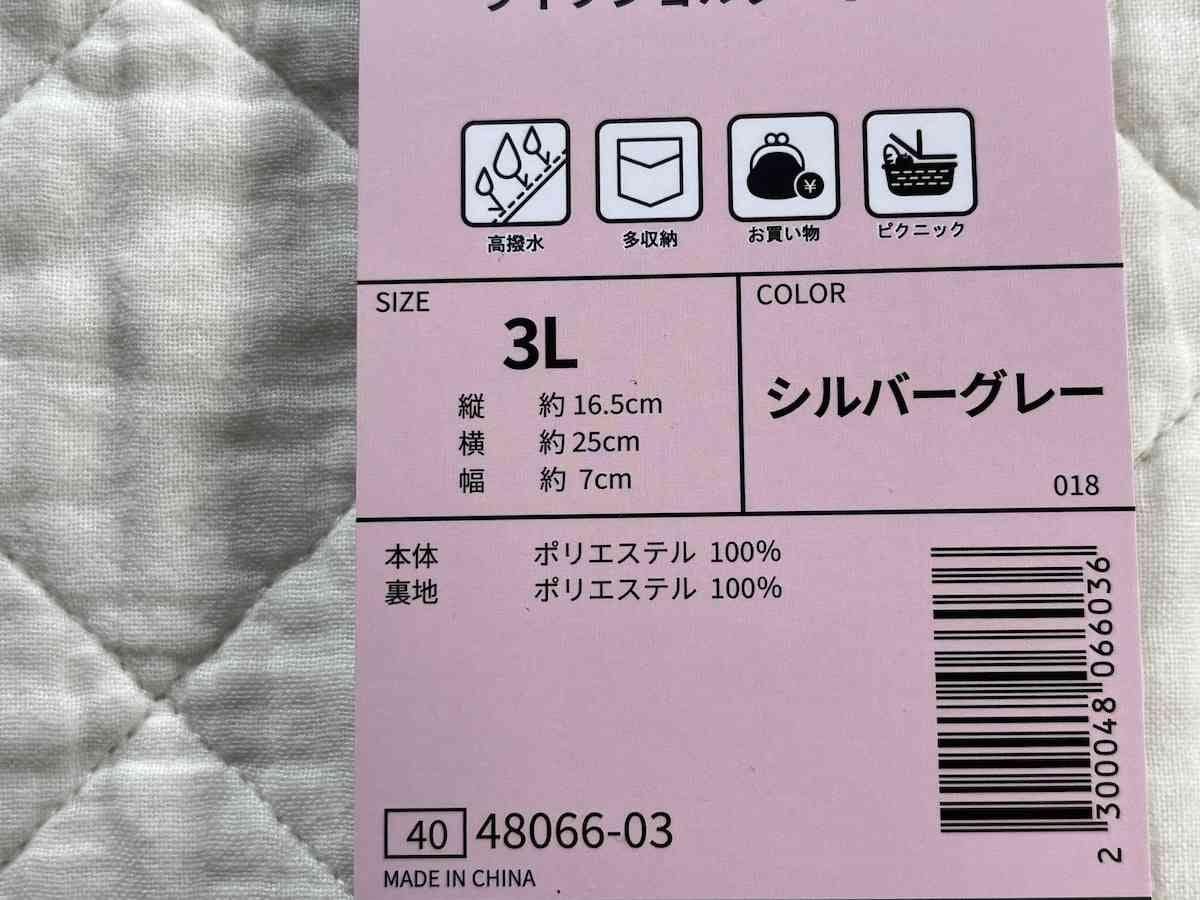 高撥水
多収納
お買い物
ピクニック
SIZE
3L
縦 約 16.5cm
横 約 25cm
幅 約 7cm
COLOR
シルバーグレー
018
本体 ポリエステル 100%
裏地 ポリエステル 100%
2 300048 066036
40 48066-03
MADE IN CHINA